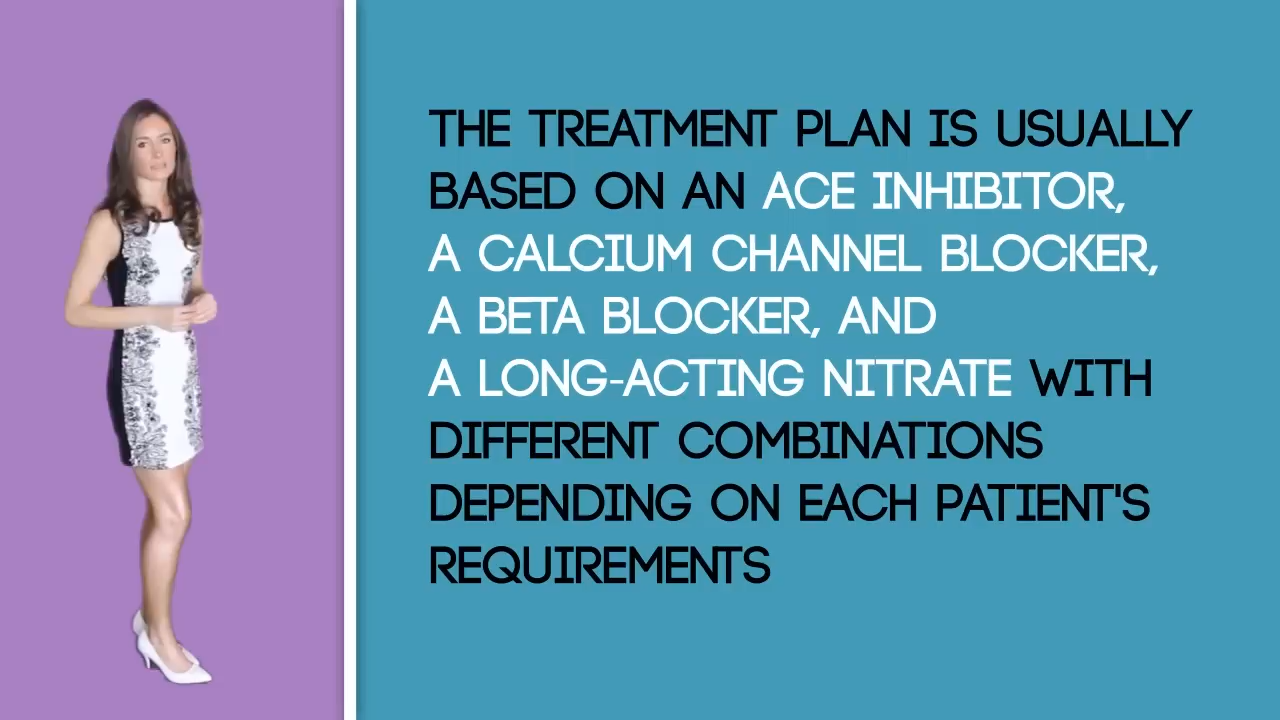 THE TREATMENT PLAN IS USUALLY
BASED ON AN ACE INHIBITOR,
A CALCIUM CHANNEL BLOCKER,
A BETA BLOCKER, AND
A LONG-ACTING NITRATE WITH
DIFFERENT COMBINATIONS
DEPENDING ON EACH PATIENT'S
REQUIREMENTS